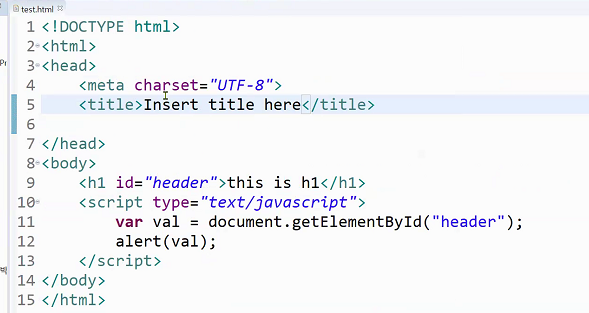 test.html
1 <!DOCTYPE html>
2 <html>
3 <head>
4     <meta charset="UTF-8">
5     <title>Insert title here</title>
6
7 </head>
8 <body>
9     <h1 id="header">this is h1</h1>
10     <script type="text/javascript">
11         var val = document.getElementById("header");
12         alert(val);
13     </script>
14 </body>
15 </html>